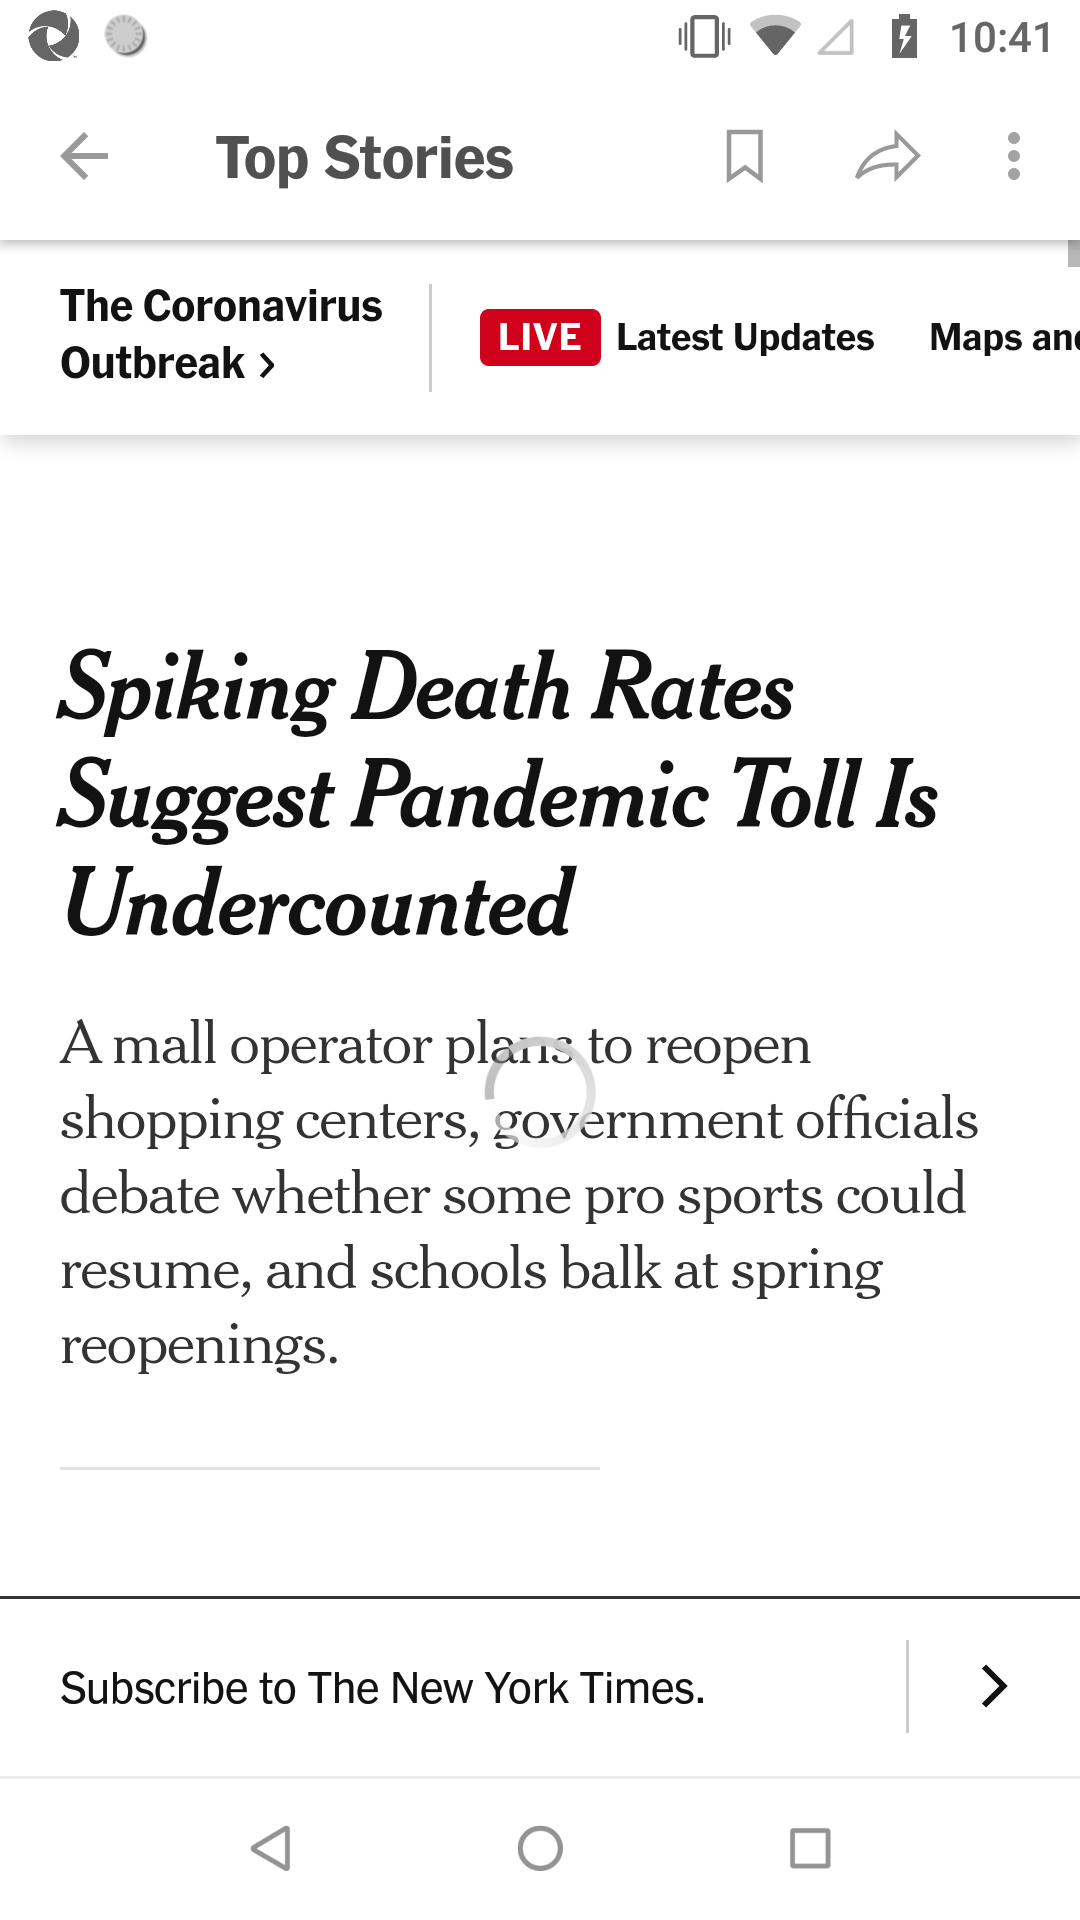 10:41
Top Stories
The Coronavirus
Outbreak >
LIVE Latest Updates Maps and
Spiking Death Rates
Suggest Pandemic Toll Is
Undercounted
A mall operator plans to reopen
shopping centers, government officials
debate whether some pro sports could
resume, and schools balk at spring
reopenings.
Subscribe to The New York Times.